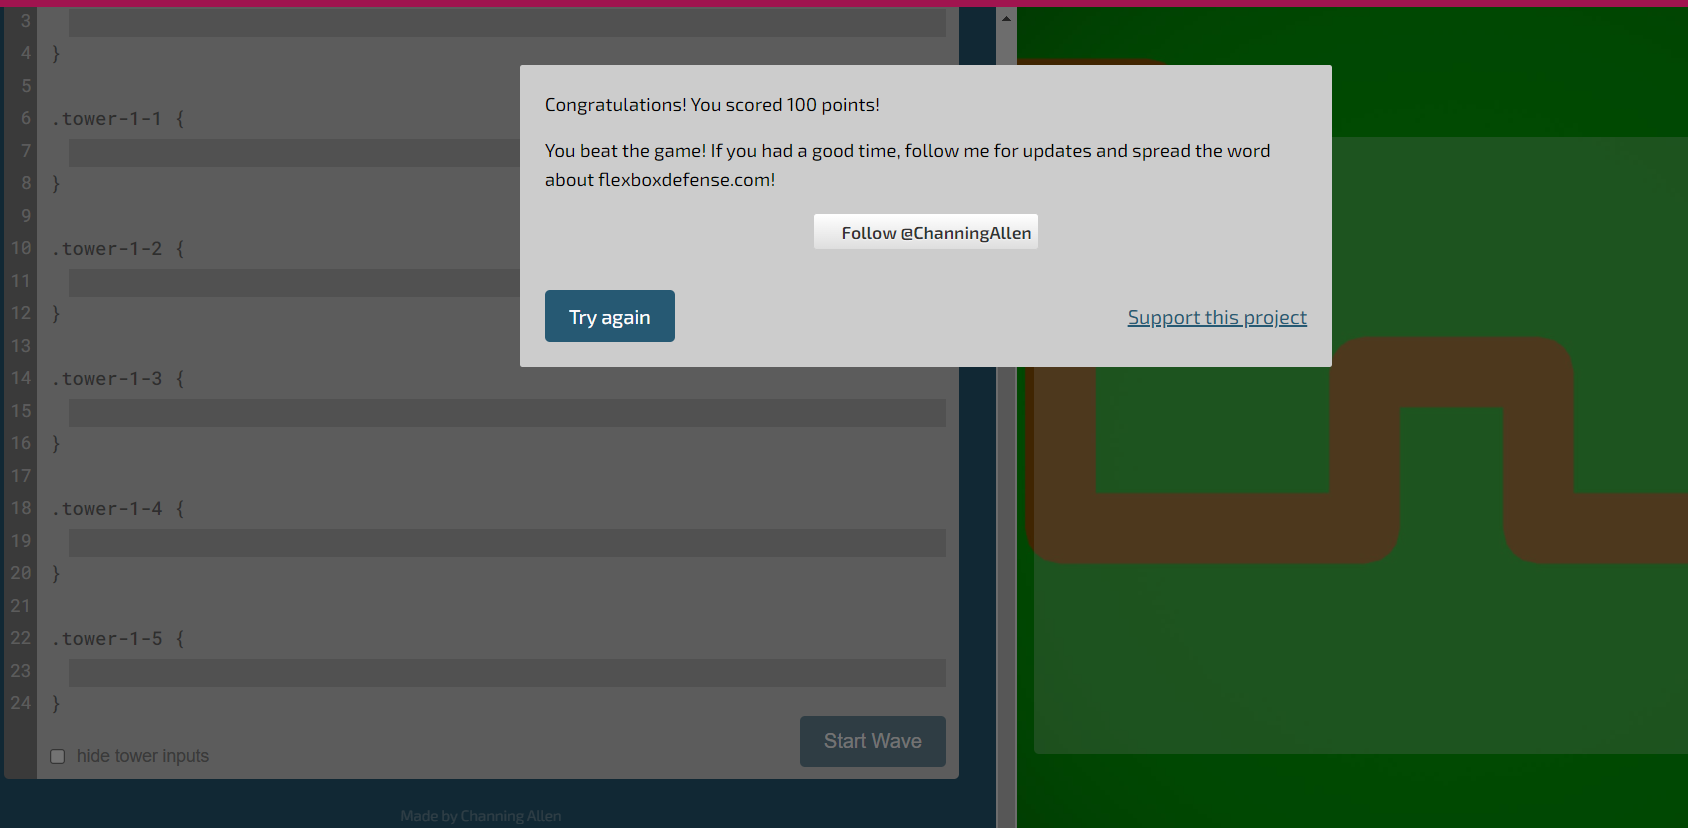 3
4 }
5
6 .tower-1-1 {
7
8 }
9
10 .tower-1-2 {
11
12 }
13
14 .tower-1-3 {
15
16 }
17
18 .tower-1-4 {
19
20 }
21
22 .tower-1-5 {
23
24 }
hide tower inputs
Start Wave
Made by Channing Allen
Congratulations! You scored 100 points!
You beat the game! If you had a good time, follow me for updates and spread the word
about flexboxdefense.com!
Follow @ChanningAllen
Try again
Support this project